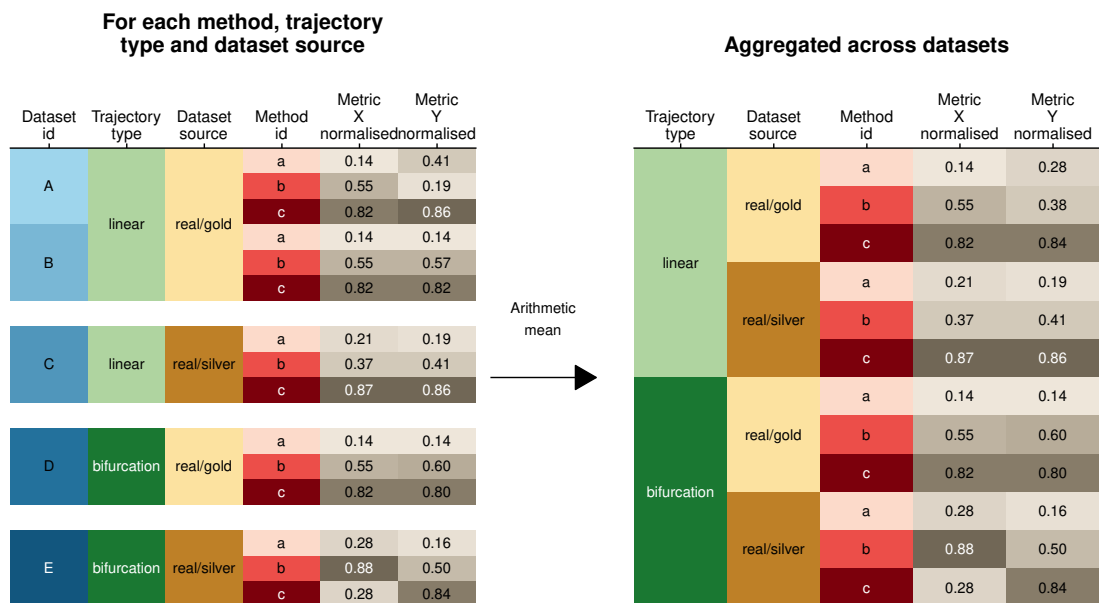 For each method, trajectory
type and dataset source
Dataset id Trajectory type Dataset source Method id Metric X normalised Metric Y normalised
A linear real/gold a 0.14 0.41
b 0.55 0.19
c 0.82 0.86
B a 0.14 0.14
b 0.55 0.57
c 0.82 0.82
C linear real/silver a 0.21 0.19
b 0.37 0.41
c 0.87 0.86
D bifurcation real/gold a 0.14 0.14
b 0.55 0.60
c 0.82 0.80
E bifurcation real/silver a 0.28 0.16
b 0.88 0.50
c 0.28 0.84
Arithmetic
mean
Aggregated across datasets
Trajectory type Dataset source Method id Metric X normalised Metric Y normalised
linear real/gold a 0.14 0.28
b 0.55 0.38
c 0.82 0.84
real/silver a 0.21 0.19
b 0.37 0.41
c 0.87 0.86
bifurcation real/gold a 0.14 0.14
b 0.55 0.60
c 0.82 0.80
real/silver a 0.28 0.16
b 0.88 0.50
c 0.28 0.84